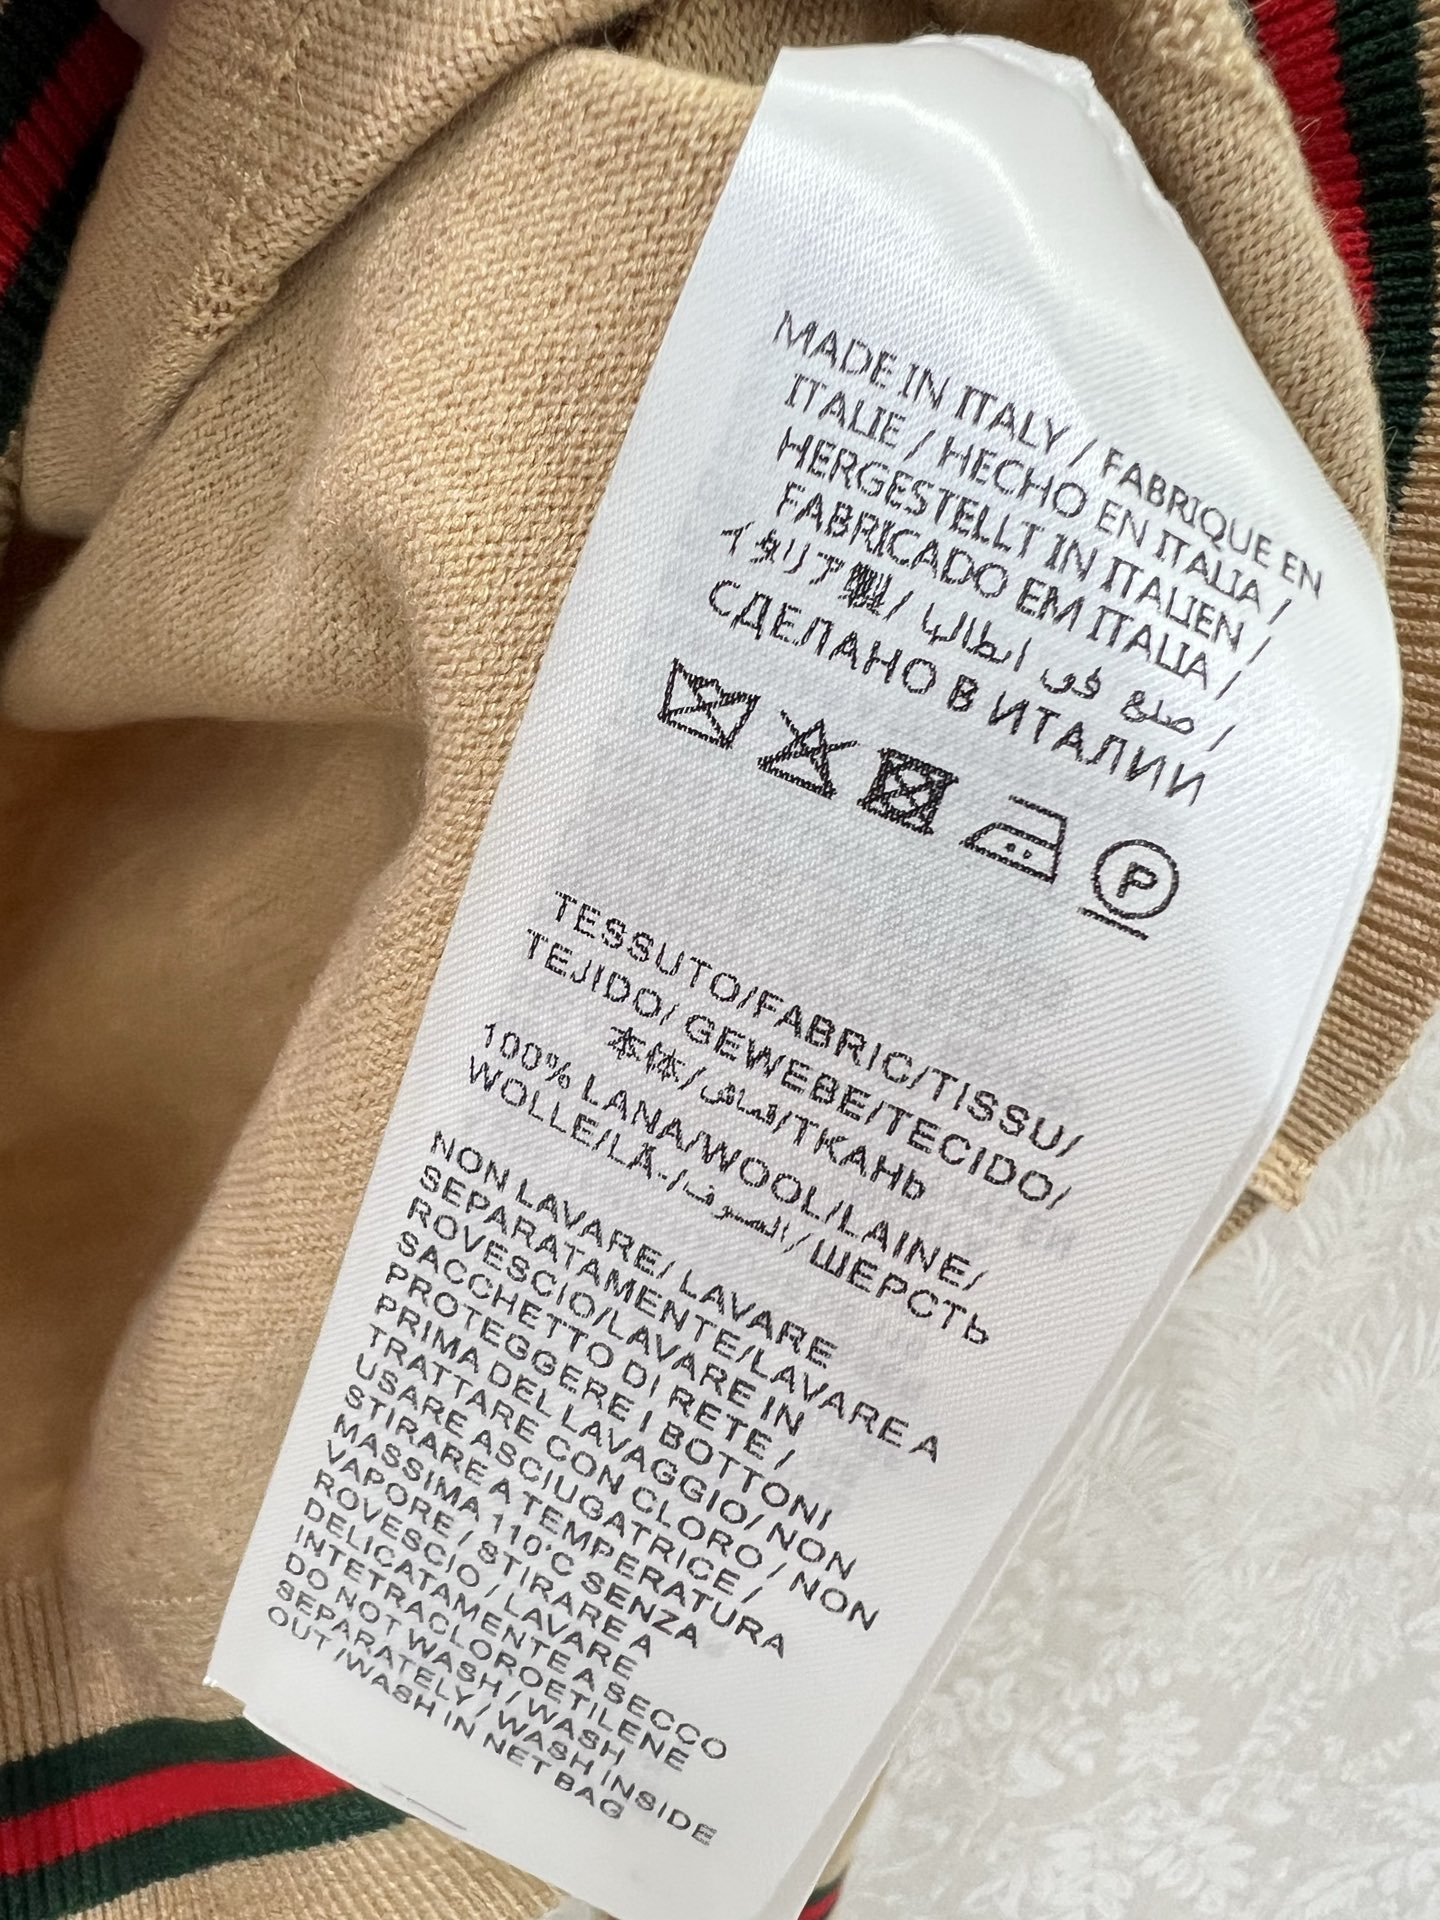 MADE IN ITALY / FABRIQUE EN
ITALIE / HECHO EN ITALIA /
HERGESTELLT IN ITALIEN /
FABRICADO EM ITALIA /
イタリア製/ صنع في إيطاليا /
СДЕЛАНО В ИТАЛИИ
P
TESSUTO/FABRIC/TISSU/
TEJIDO/ GEWEBE/TECIDO/
本体/قماش/ТКАНЬ
100% LANA/WOOL/LAINE/
WOLLE/LÃ-/الصوف/ШЕРСТЬ
NON LAVARE/ LAVARE
SEPARATAMENTE/LAVARE A
ROVESCIO/LAVARE IN
SACCHETTO DI RETE /
PROTEGGERE I BOTTONI
PRIMA DEL LAVAGGIO/ NON
TRATTARE CON CLORO / NON
USARE ASCIUGATRICE /
STIRARE A TEMPERATURA
MASSIMA 110°C SENZA
VAPORE / STIRARE A
ROVESCIO / LAVARE
DELICATAMENTE A SECCO
INTETRACLOROETILENE
DO NOT WASH / WASH
SEPARATELY / WASH INSIDE
OUT /WASH IN NET BAG